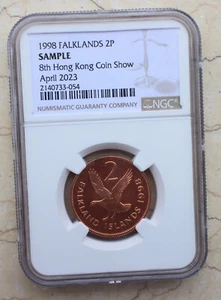 1998 FALKLANDS 2P
SAMPLE
8th Hong Kong Coin Show
April 2023
2140733-054
NUMISMATIC GUARANTY COMPANY
NGC
2
FALKLAND ISLANDS 1998